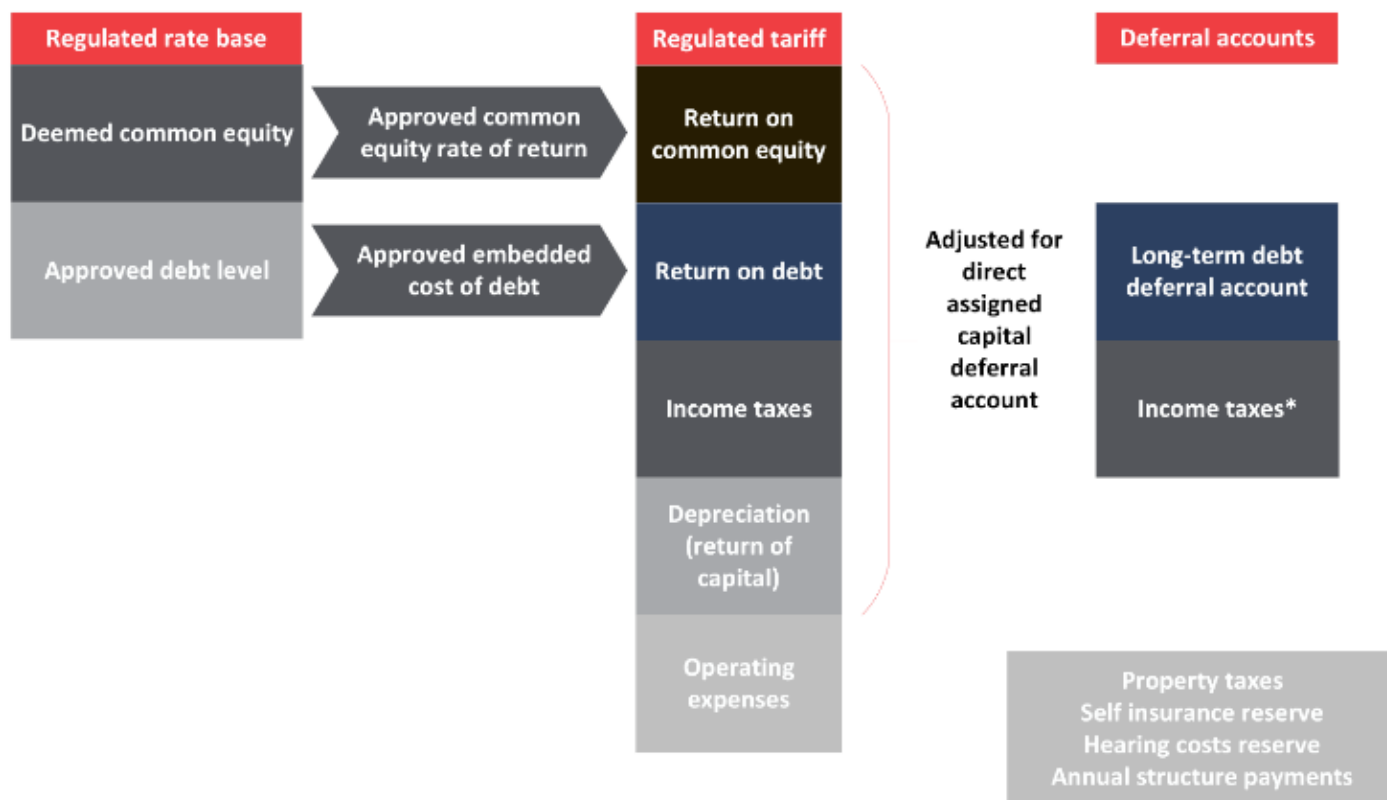 Regulated rate base
Deemed common equity
Approved debt level
Approved common
equity rate of return
Approved embedded
cost of debt
Regulated tariff
Return on
common equity
Return on debt
Income taxes
Depreciation
(return of
capital)
Operating
expenses
Adjusted for
direct
assigned
capital
deferral
account
Deferral accounts
Long-term debt
deferral account
Income taxes*
Property taxes
Self insurance reserve
Hearing costs reserve
Annual structure payments